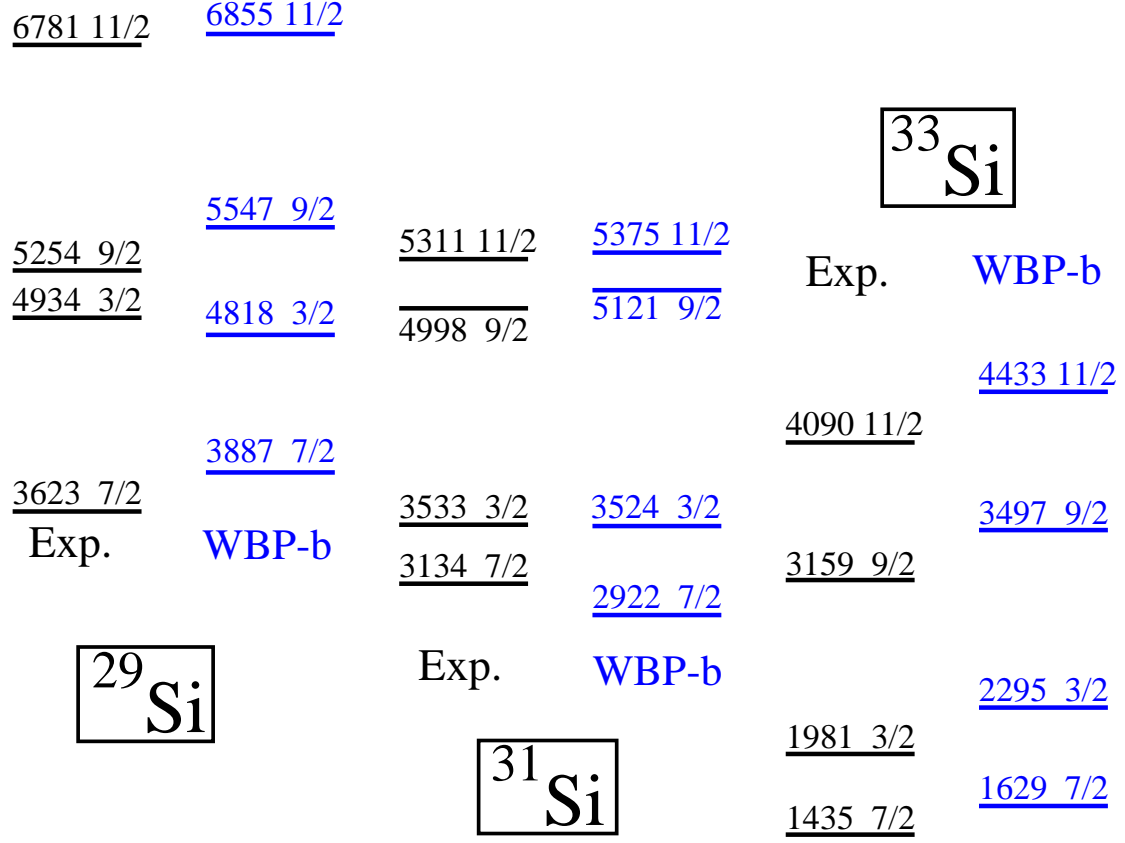 6781 11/2
6855 11/2
5547 9/2
5254 9/2
4934 3/2
4818 3/2
3887 7/2
3623 7/2
Exp.
WBP-b
29Si
5311 11/2
5375 11/2
4998 9/2
5121 9/2
3533 3/2
3524 3/2
3134 7/2
2922 7/2
Exp.
WBP-b
31Si
33Si
Exp.
WBP-b
4433 11/2
4090 11/2
3497 9/2
3159 9/2
2295 3/2
1981 3/2
1629 7/2
1435 7/2